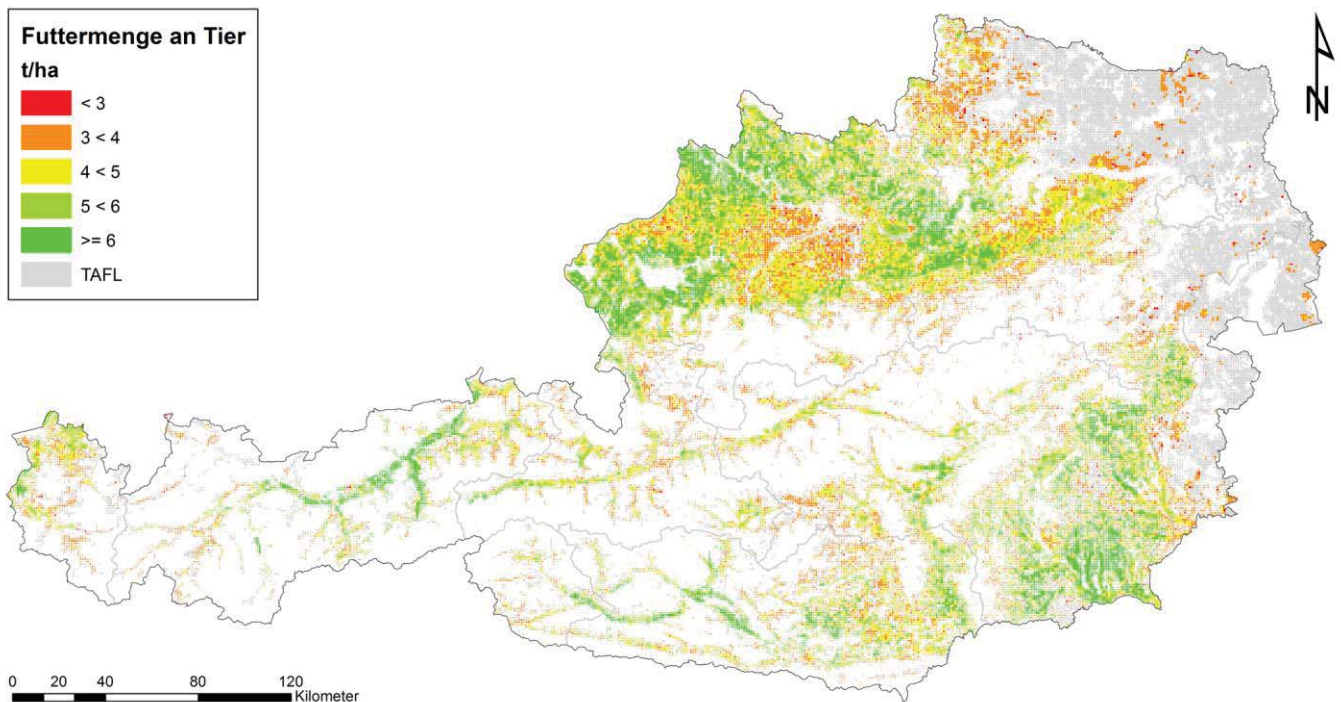 Futtermenge an Tier
t/ha
< 3
3 < 4
4 < 5
5 < 6
>= 6
TAFL
N
0 20 40 80 120
Kilometer